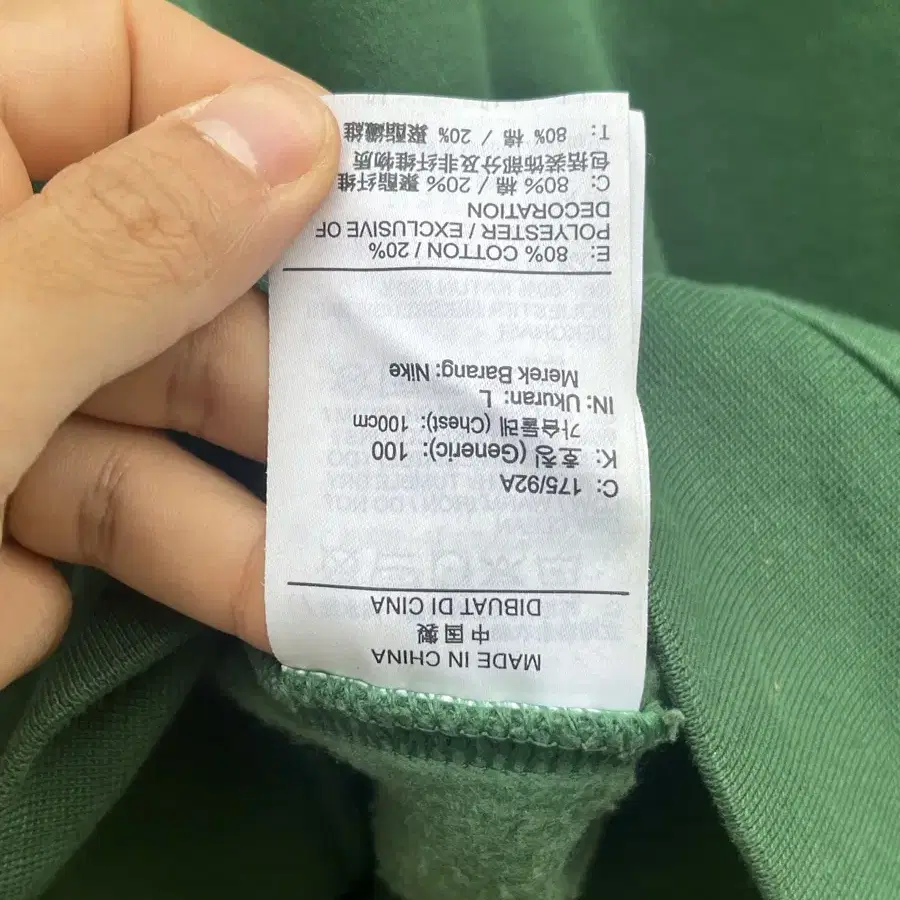 MADE IN CHINA
中国製
DIBUAT DI CINA
C: 175/92A
K: 호칭 (Generic): 100
가슴둘레 (Chest): 100cm
IN: Ukuran: L
Merek Barang: Nike
E: 80% COTTON / 20%
POLYESTER / EXCLUSIVE OF
DECORATION
C: 80% 棉 / 20% 聚酯纤维
包括装饰部分及非纤维物质
T: 80% 棉 / 20% 聚酯纖維